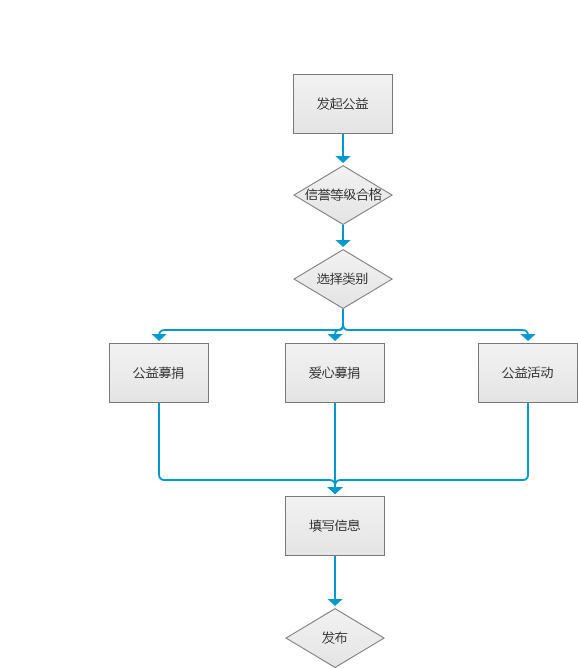 发起公益
信誉等级合格
选择类别
公益募捐
爱心募捐
公益活动
填写信息
发布